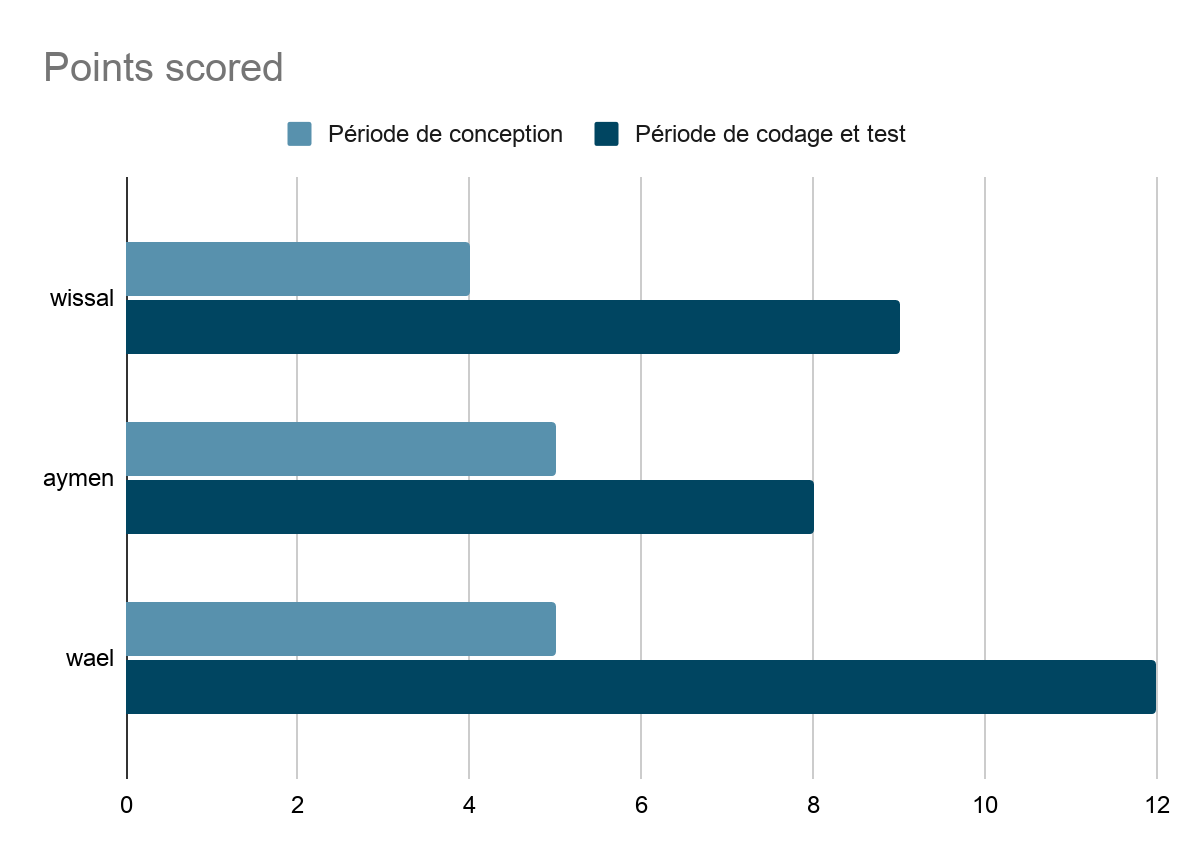 Points scored
Période de conception Période de codage et test
wissal
aymen
wael
0 2 4 6 8 10 12